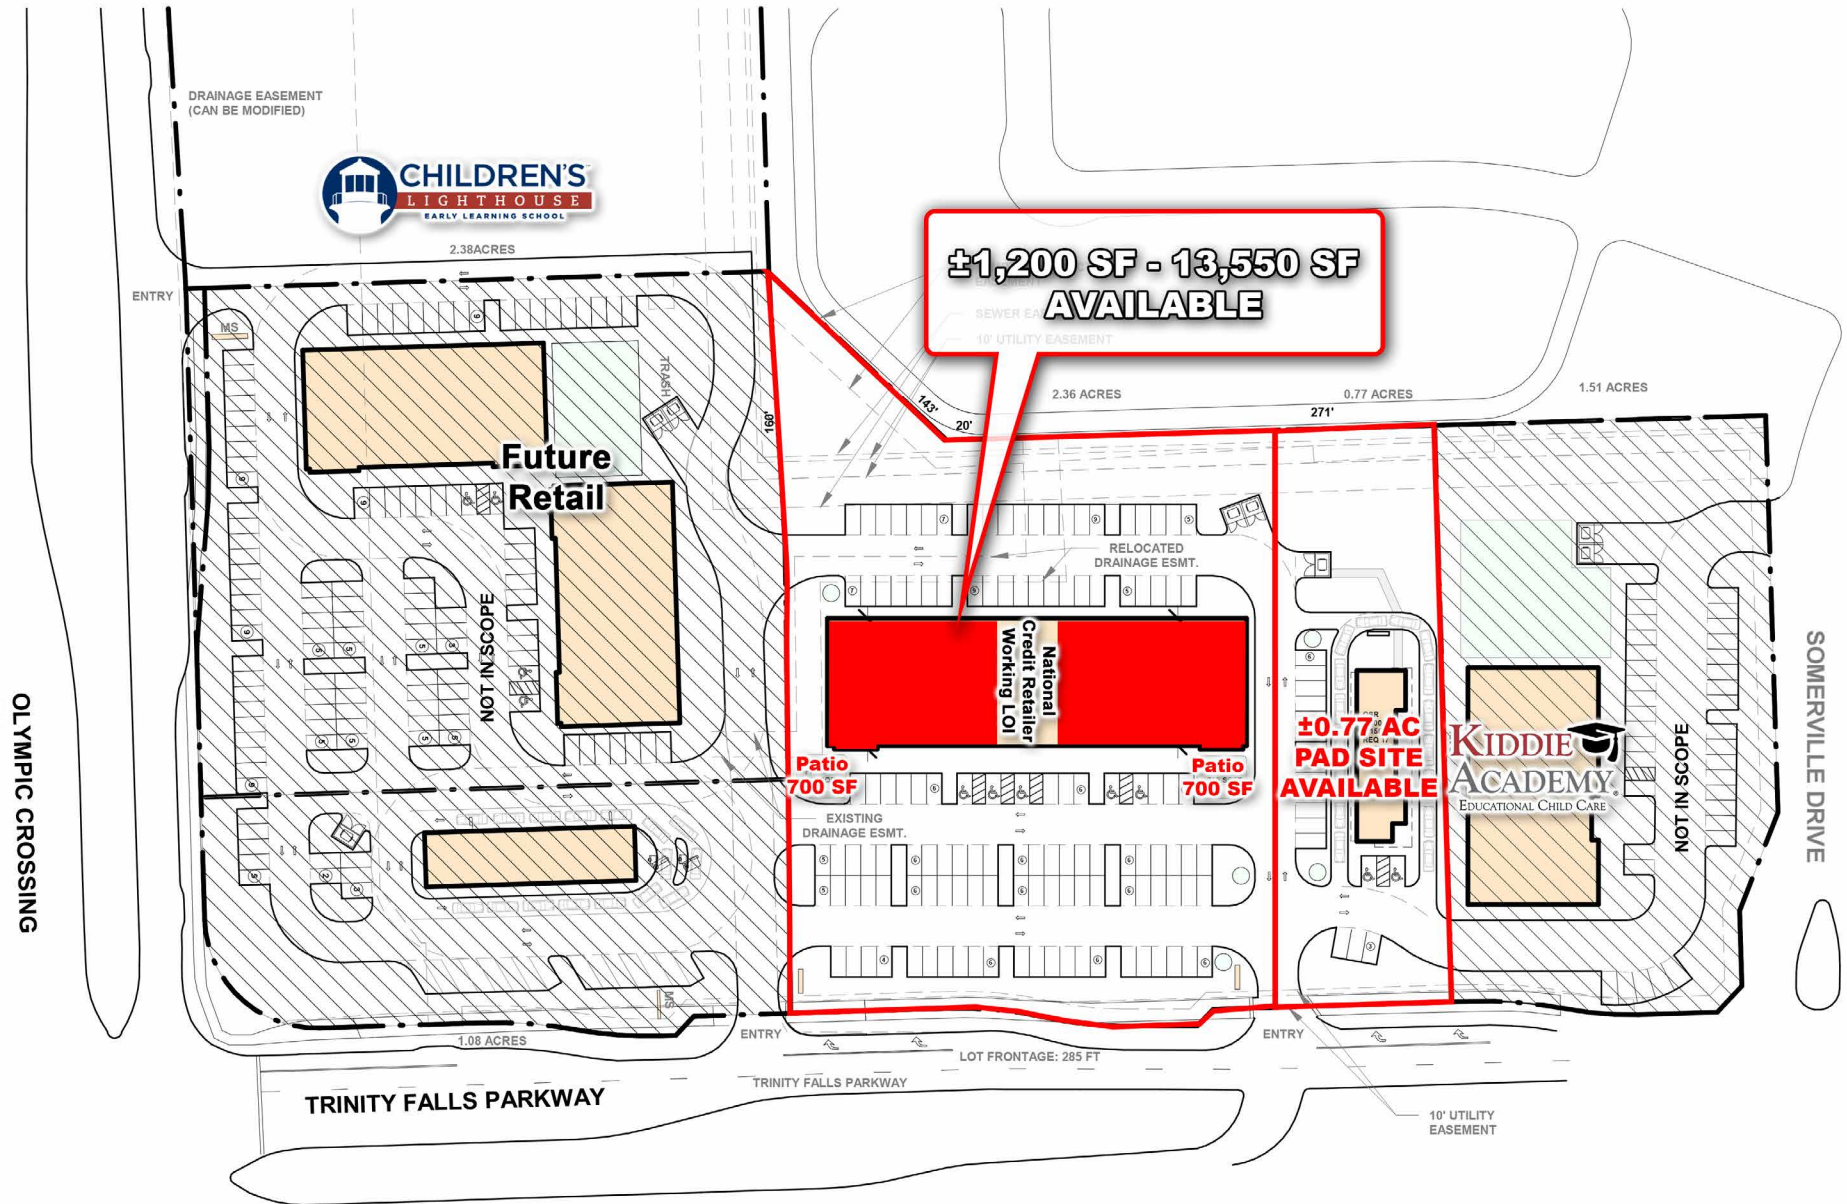 DRAINAGE EASEMENT
(CAN BE MODIFIED)
CHILDREN'S
LIGHTHOUSE
EARLY LEARNING SCHOOL
2.38ACRES
ENTRY
MS
±1,200 SF - 13,550 SF
AVAILABLE
10' UTILITY EASEMENT
2.36 ACRES
0.77 ACRES
1.51 ACRES
TRASH
160'
143'
20'
271'
Future
Retail
RELOCATED
DRAINAGE ESMT.
NOT IN SCOPE
National
Credit Retailer
Working LOI
Patio
700 SF
Patio
700 SF
±0.77 AC
PAD SITE
AVAILABLE
KIDDIE
ACADEMY
EDUCATIONAL CHILD CARE
NOT IN SCOPE
SOMERVILLE DRIVE
OLYMPIC CROSSING
EXISTING
DRAINAGE ESMT.
MS
1.08 ACRES
ENTRY
LOT FRONTAGE: 285 FT
ENTRY
TRINITY FALLS PARKWAY
TRINITY FALLS PARKWAY
10' UTILITY
EASEMENT